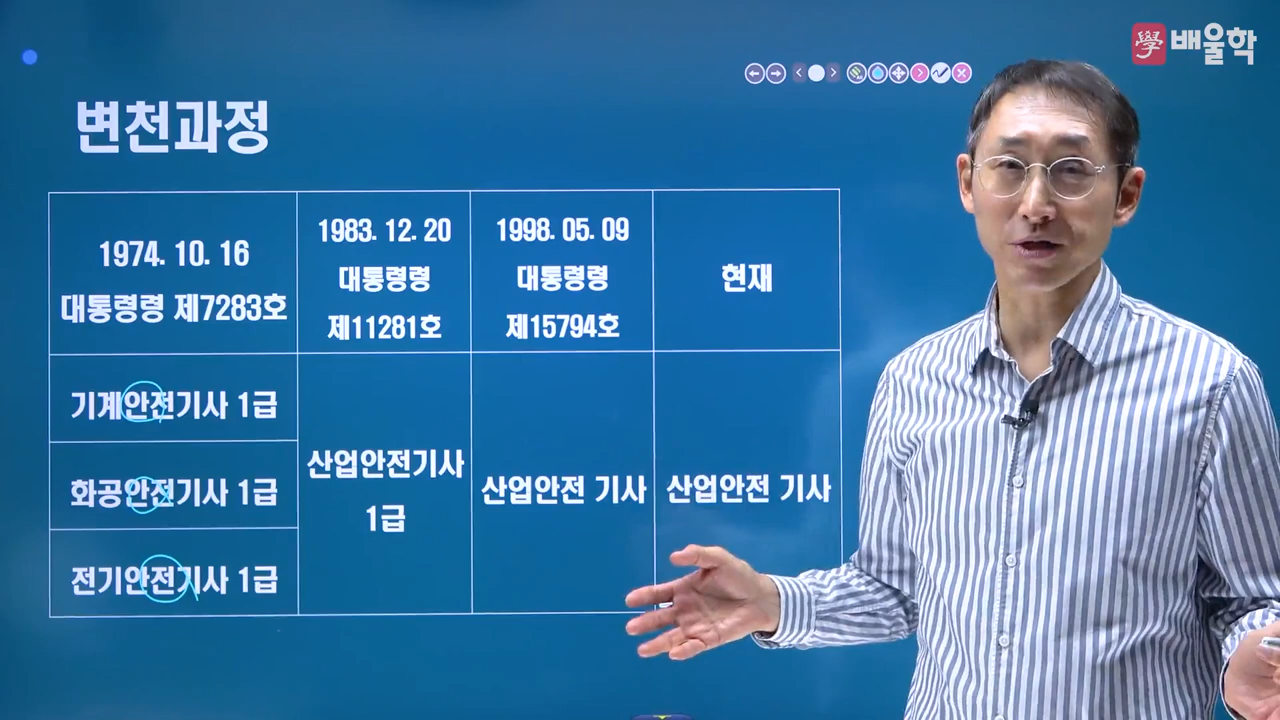 學 배울학
변천과정
1974. 10. 16
대통령령 제7283호
1983. 12. 20
대통령령
제11281호
1998. 05. 09
대통령령
제15794호
현재
기계안전기사 1급
화공안전기사 1급
전기안전기사 1급
산업안전기사
1급
산업안전 기사
산업안전 기사